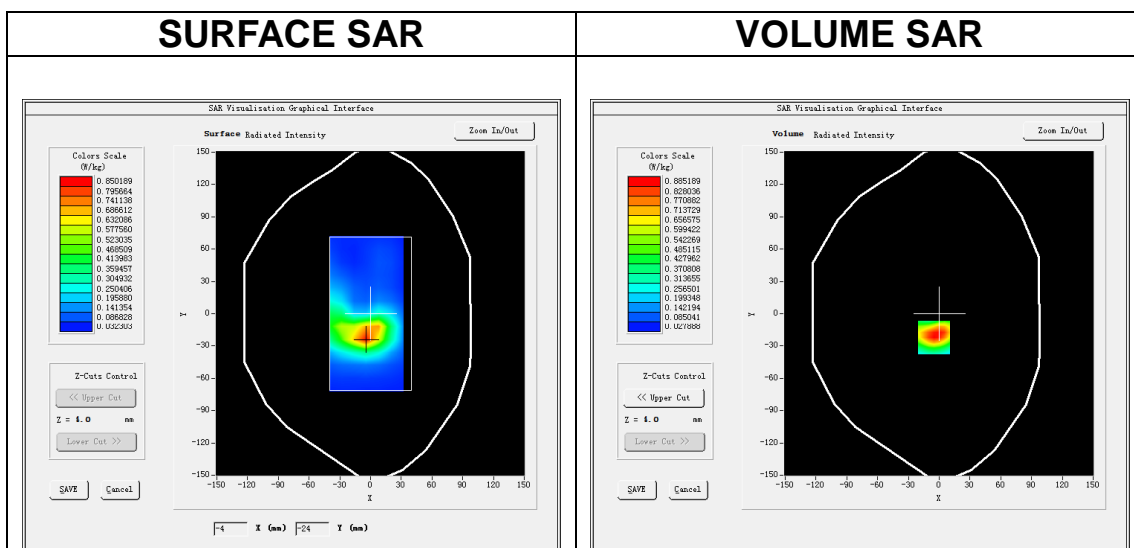 SURFACE SAR
VOLUME SAR
SAR Visualisation Graphical Interface
Surface Radiated Intensity
Zoom In/Out
Colors Scale
(W/kg)
0.850189
0.795664
0.741138
0.686612
0.632086
0.577560
0.523035
0.468509
0.413983
0.359457
0.304932
0.250406
0.195880
0.141354
0.086828
0.032303
Z-Cuts Control
<< Upper Cut
Z = 4.0 mm
Lower Cut >>
SAVE Cancel
150
120
90
60
30
0
-30
-60
-90
-120
-150
Y
-150 -120 -90 -60 -30 0 30 60 90 120 150
X
-4 X (mm) -24 Y (mm)
SAR Visualisation Graphical Interface
Volume Radiated Intensity
Zoom In/Out
Colors Scale
(W/kg)
0.885189
0.828036
0.770882
0.713729
0.656575
0.599422
0.542269
0.485115
0.427962
0.370808
0.313655
0.256501
0.199348
0.142194
0.085041
0.027888
Z-Cuts Control
<< Upper Cut
Z = 4.0 mm
Lower Cut >>
SAVE Cancel
150
120
90
60
30
0
-30
-60
-90
-120
-150
Y
-150 -120 -90 -60 -30 0 30 60 90 120 150
X